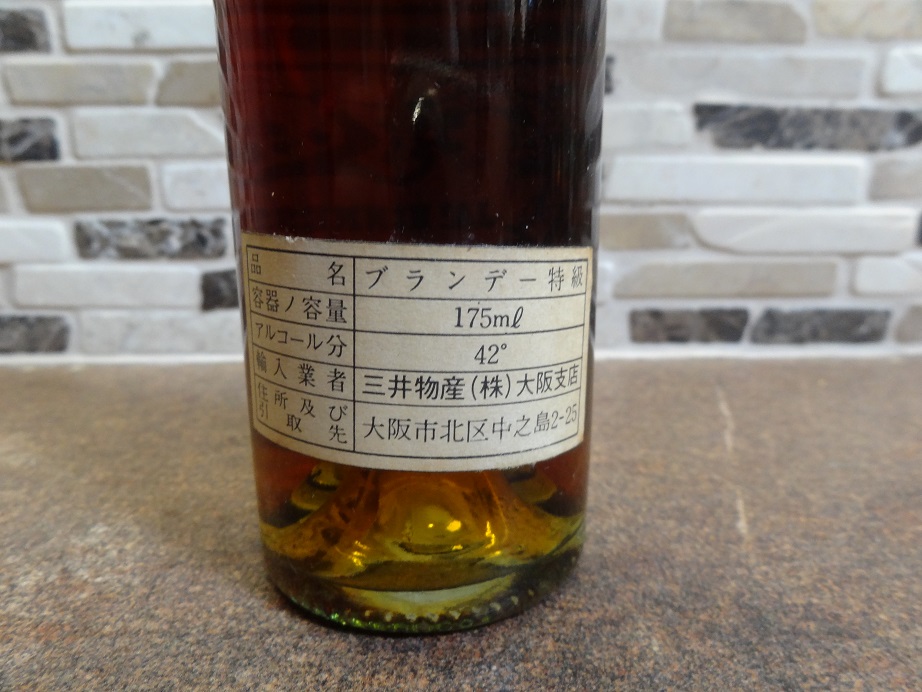 品名 ブランデー特級
容器ノ容量 175ml
アルコール分 42°
輸入業者 三井物産(株)大阪支店
住所及び引取先 大阪市北区中之島2-25